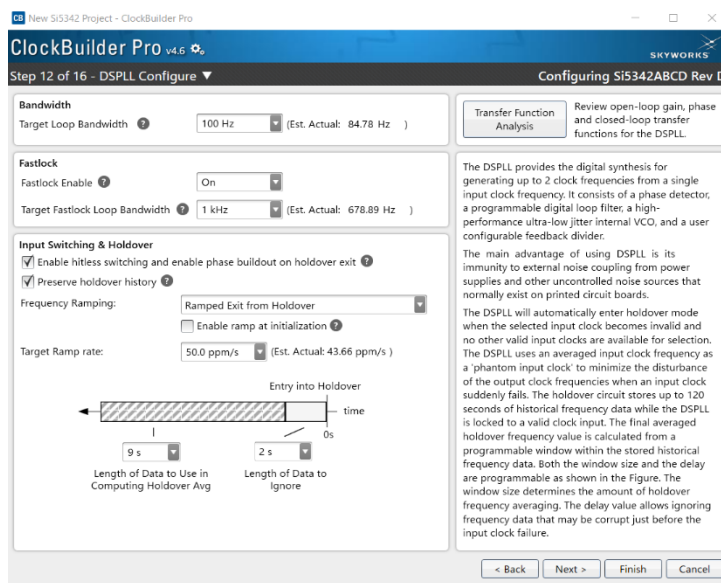 CB New Si5342 Project - ClockBuilder Pro
ClockBuilder Pro v4.6
SKYWORKS
Step 12 of 16 - DSPLL Configure ▼
Configuring Si5342ABCD Rev D
Bandwidth
Target Loop Bandwidth ? 100 Hz (Est. Actual: 84.78 Hz )
Fastlock
Fastlock Enable ? On
Target Fastlock Loop Bandwidth ? 1 kHz (Est. Actual: 678.89 Hz )
Input Switching & Holdover
Enable hitless switching and enable phase buildout on holdover exit ?
Preserve holdover history ?
Frequency Ramping: Ramped Exit from Holdover
Enable ramp at initialization ?
Target Ramp rate: 50.0 ppm/s (Est. Actual: 43.66 ppm/s )
Entry into Holdover
time
0s
9 s 2 s
Length of Data to Use in
Computing Holdover Avg
Length of Data to
Ignore
Transfer Function
Analysis
Review open-loop gain, phase
and closed-loop transfer
functions for the DSPLL.
The DSPLL provides the digital synthesis for
generating up to 2 clock frequencies from a single
input clock frequency. It consists of a phase detector,
a programmable digital loop filter, a high-
performance ultra-low jitter internal VCO, and a user
configurable feedback divider.
The main advantage of using DSPLL is its
immunity to external noise coupling from power
supplies and other uncontrolled noise sources that
normally exist on printed circuit boards.
The DSPLL will automatically enter holdover mode
when the selected input clock becomes invalid and
no other valid input clocks are available for selection.
The DSPLL uses an averaged input clock frequency as
a 'phantom input clock' to minimize the disturbance
of the output clock frequencies when an input clock
suddenly fails. The holdover circuit stores up to 120
seconds of historical frequency data while the DSPLL
is locked to a valid clock input. The final averaged
holdover frequency value is calculated from a
programmable window within the stored historical
frequency data. Both the window size and the delay
are programmable as shown in the Figure. The
window size determines the amount of holdover
frequency averaging. The delay value allows ignoring
frequency data that may be corrupt just before the
input clock failure.
< Back Next > Finish Cancel